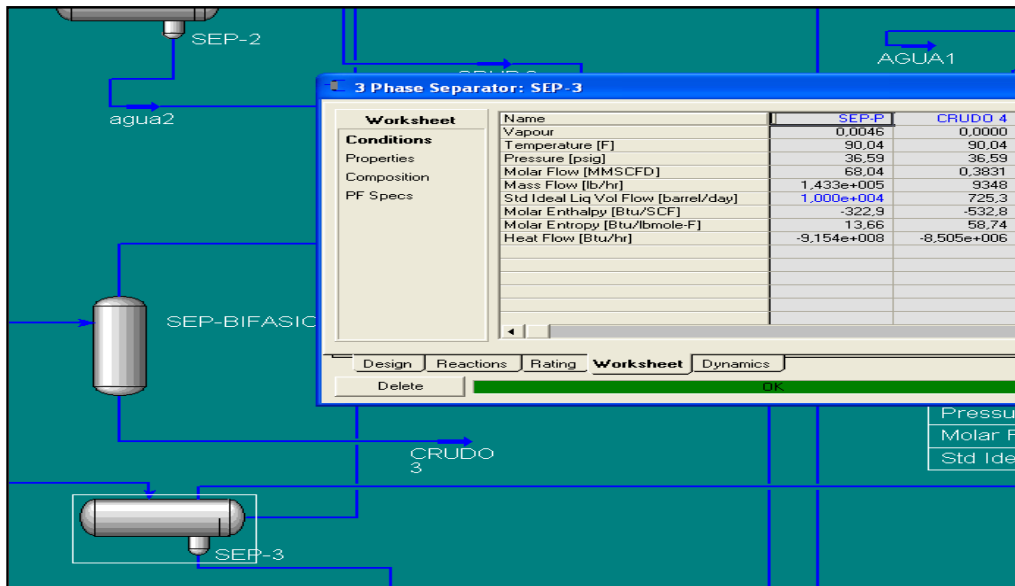 SEP-2
agua2
AGUA1
3 Phase Separator: SEP-3
Worksheet
Conditions
Properties
Composition
PF Specs
Name SEP-P CRUDO 4
Vapour 0,0046 0,0000
Temperature [F] 90,04 90,04
Pressure [psig] 36,59 36,59
Molar Flow [MMSCFD] 68,04 0,3831
Mass Flow [lb/hr] 1,433e+005 9348
Std Ideal Liq Vol Flow [barrel/day] 1,000e+004 725,3
Molar Enthalpy [Btu/SCF] -322,9 -532,8
Molar Entropy [Btu/lbmole-F] 13,66 58,74
Heat Flow [Btu/hr] -9,154e+008 -8,505e+006
Design Reactions Rating Worksheet Dynamics
Delete OK
SEP-BIFASIC
CRUDO
3
SEP-3
Pressu
Molar F
Std Ide